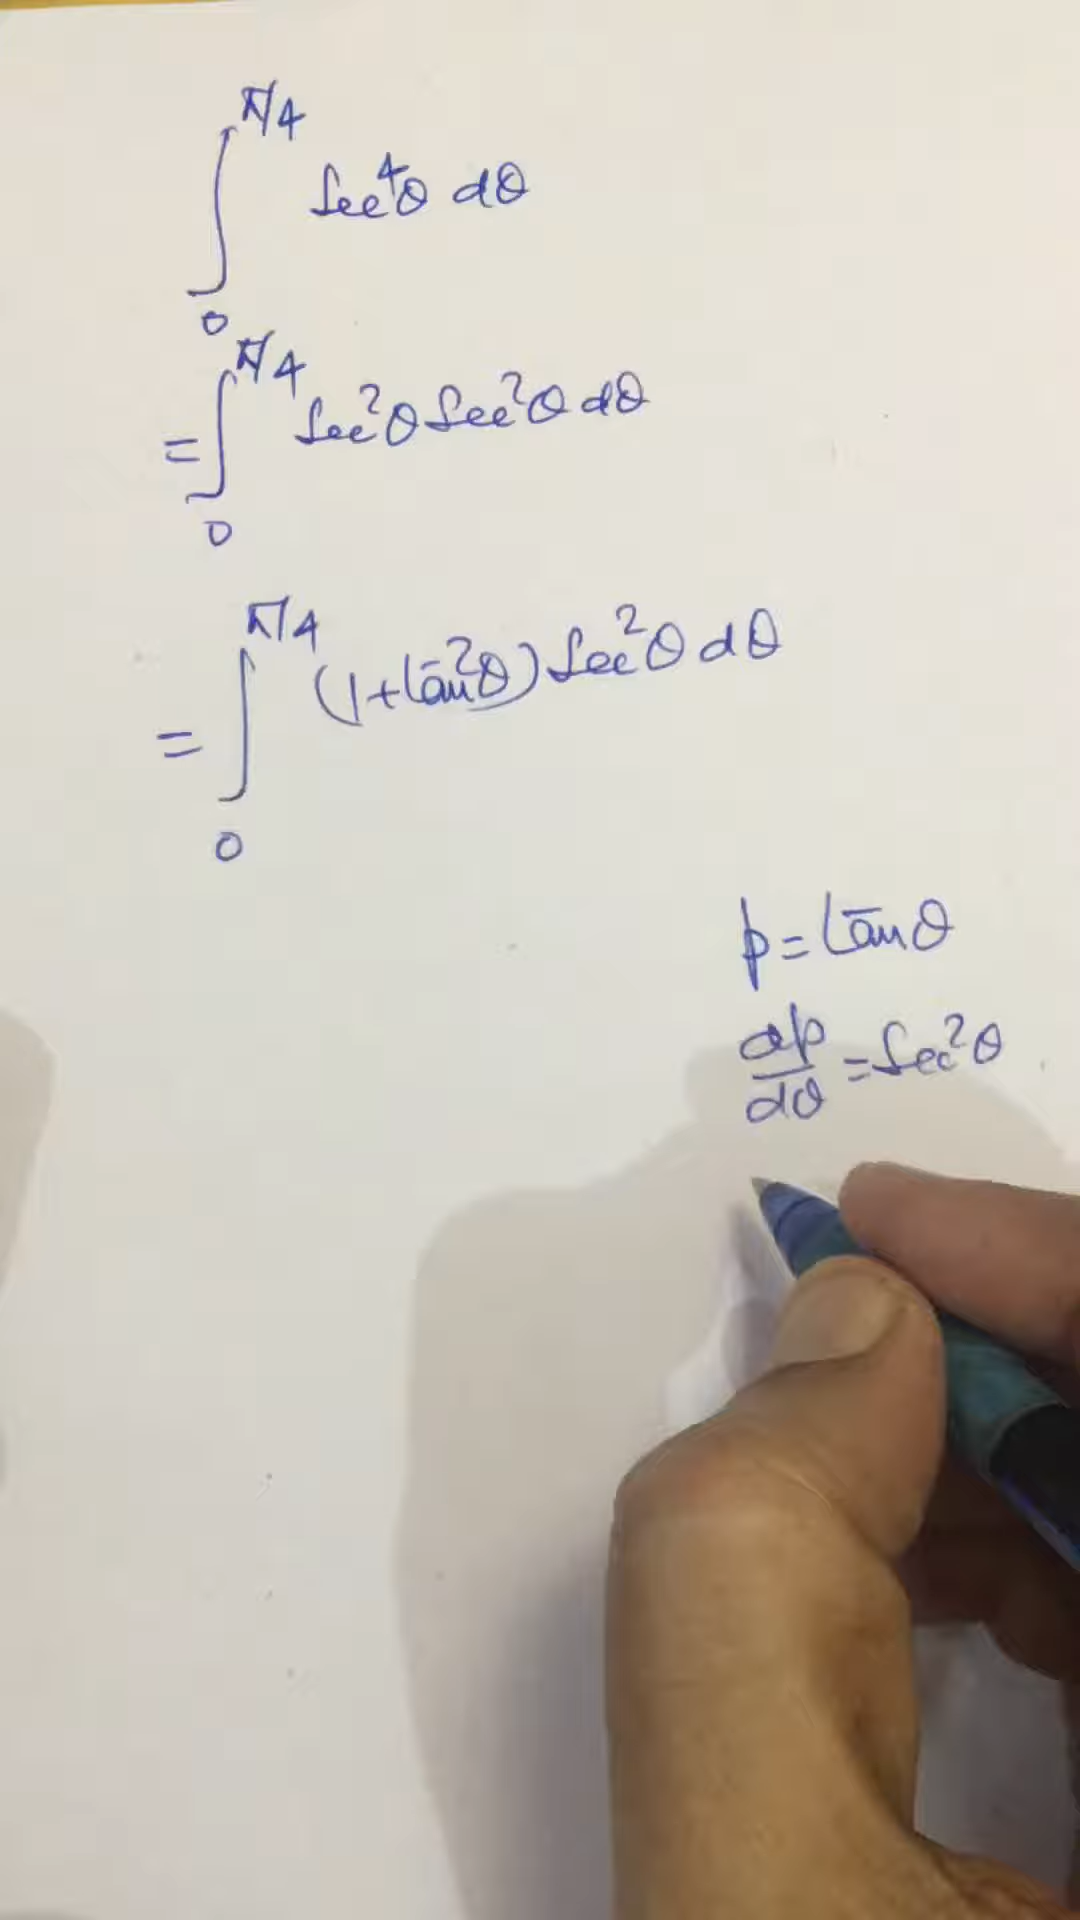 ∫₀^π/4 Sec⁴θ dθ
= ∫₀^π/4 Sec²θ Sec²θ dθ
= ∫₀^π/4 (1+tan²θ) Sec²θ dθ
p = tanθ
dp/dθ = Sec²θ